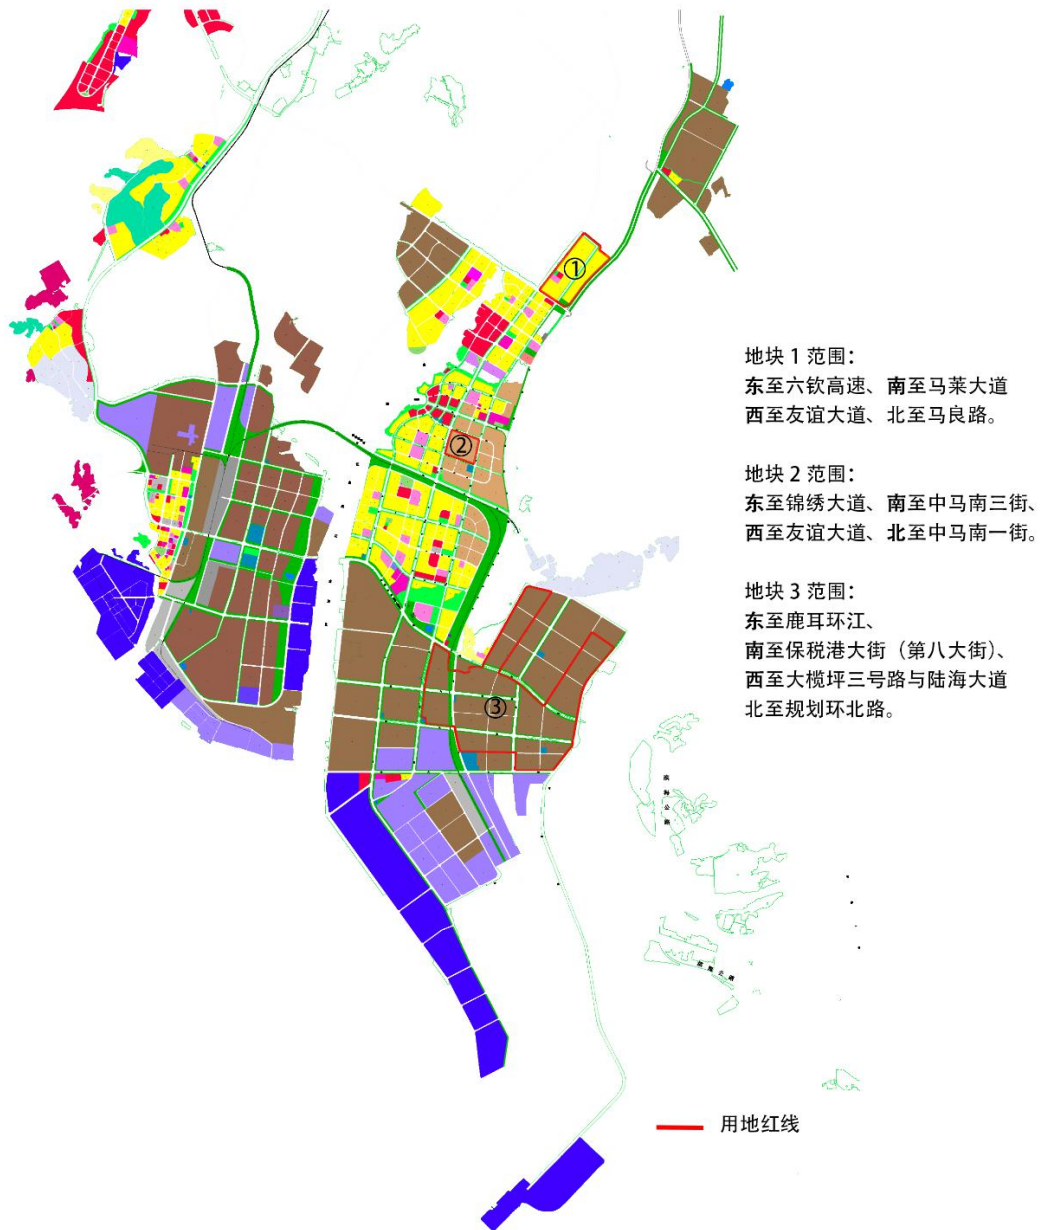 ①
②
③
地块 1 范围：
东至六钦高速、南至马莱大道
西至友谊大道、北至马良路。
地块 2 范围：
东至锦绣大道、南至中马南三街、
西至友谊大道、北至中马南一街。
地块 3 范围：
东至鹿耳环江、
南至保税港大街（第八大街）、
西至大榄坪三号路与陆海大道
北至规划环北路。
用地红线